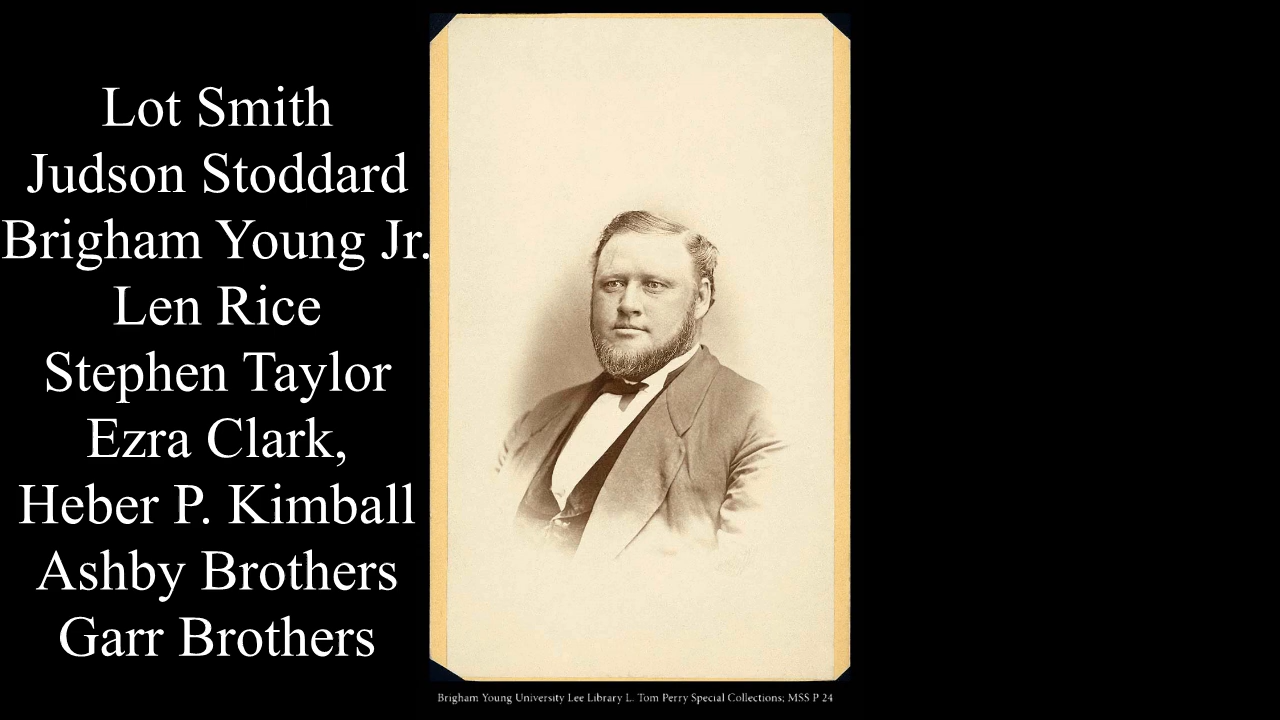 Lot Smith
Judson Stoddard
Brigham Young Jr.
Len Rice
Stephen Taylor
Ezra Clark,
Heber P. Kimball
Ashby Brothers
Garr Brothers
Brigham Young University Lee Library L. Tom Perry Special Collections; MSS P 24